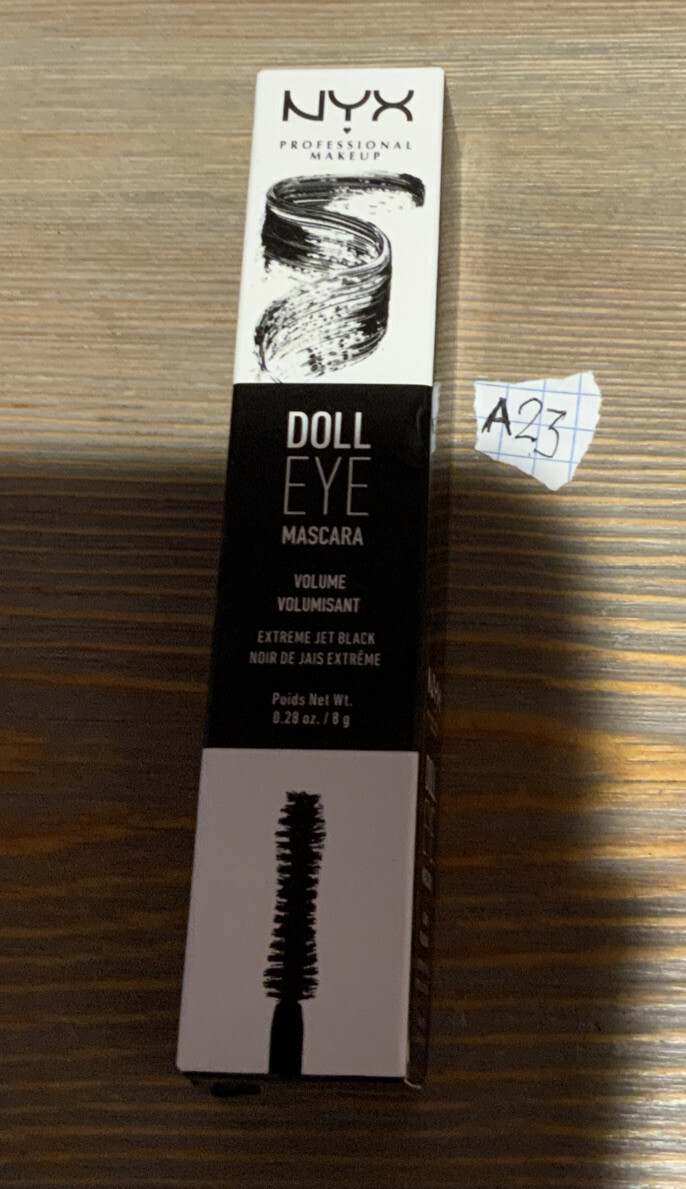 NYX
PROFESSIONAL
MAKEUP
DOLL
EYE
MASCARA
VOLUME
VOLUMISANT
EXTREME JET BLACK
NOIR DE JAIS EXTRÊME
Poids Net Wt.
0.28 oz. / 8 g
A23